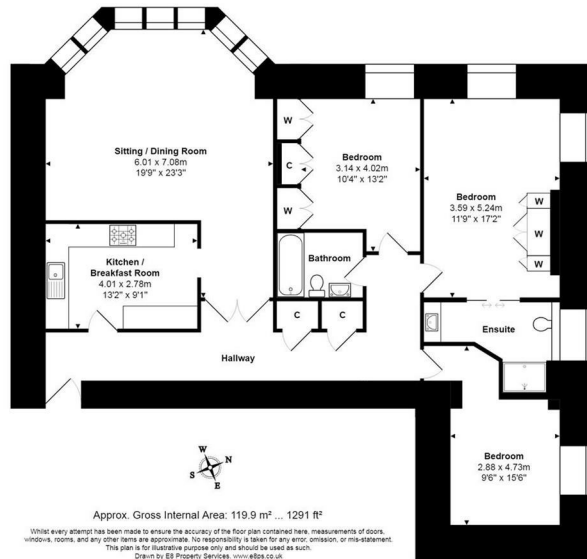 Sitting / Dining Room
6.01 x 7.08m
19'9" x 23'3"
W
C
W
Bedroom
3.14 x 4.02m
10'4" x 13'2"
Bedroom
3.59 x 5.24m
11'9" x 17'2"
W
W
W
Kitchen /
Breakfast Room
4.01 x 2.78m
13'2" x 9'1"
Bathroom
C
C
Ensuite
Hallway
Bedroom
2.88 x 4.73m
9'6" x 15'6"
W
N
S
E
Approx. Gross Internal Area: 119.9 m² ... 1291 ft²
Whilst every attempt has been made to ensure the accuracy of the floor plan contained here, measurements of doors,
windows, rooms, and any other items are approximate. No responsibility is taken for any error, omission, or mis-statement.
This plan is for illustrative purpose only and should be used as such.
Drawn by E8 Property Services. www.e8ps.co.uk